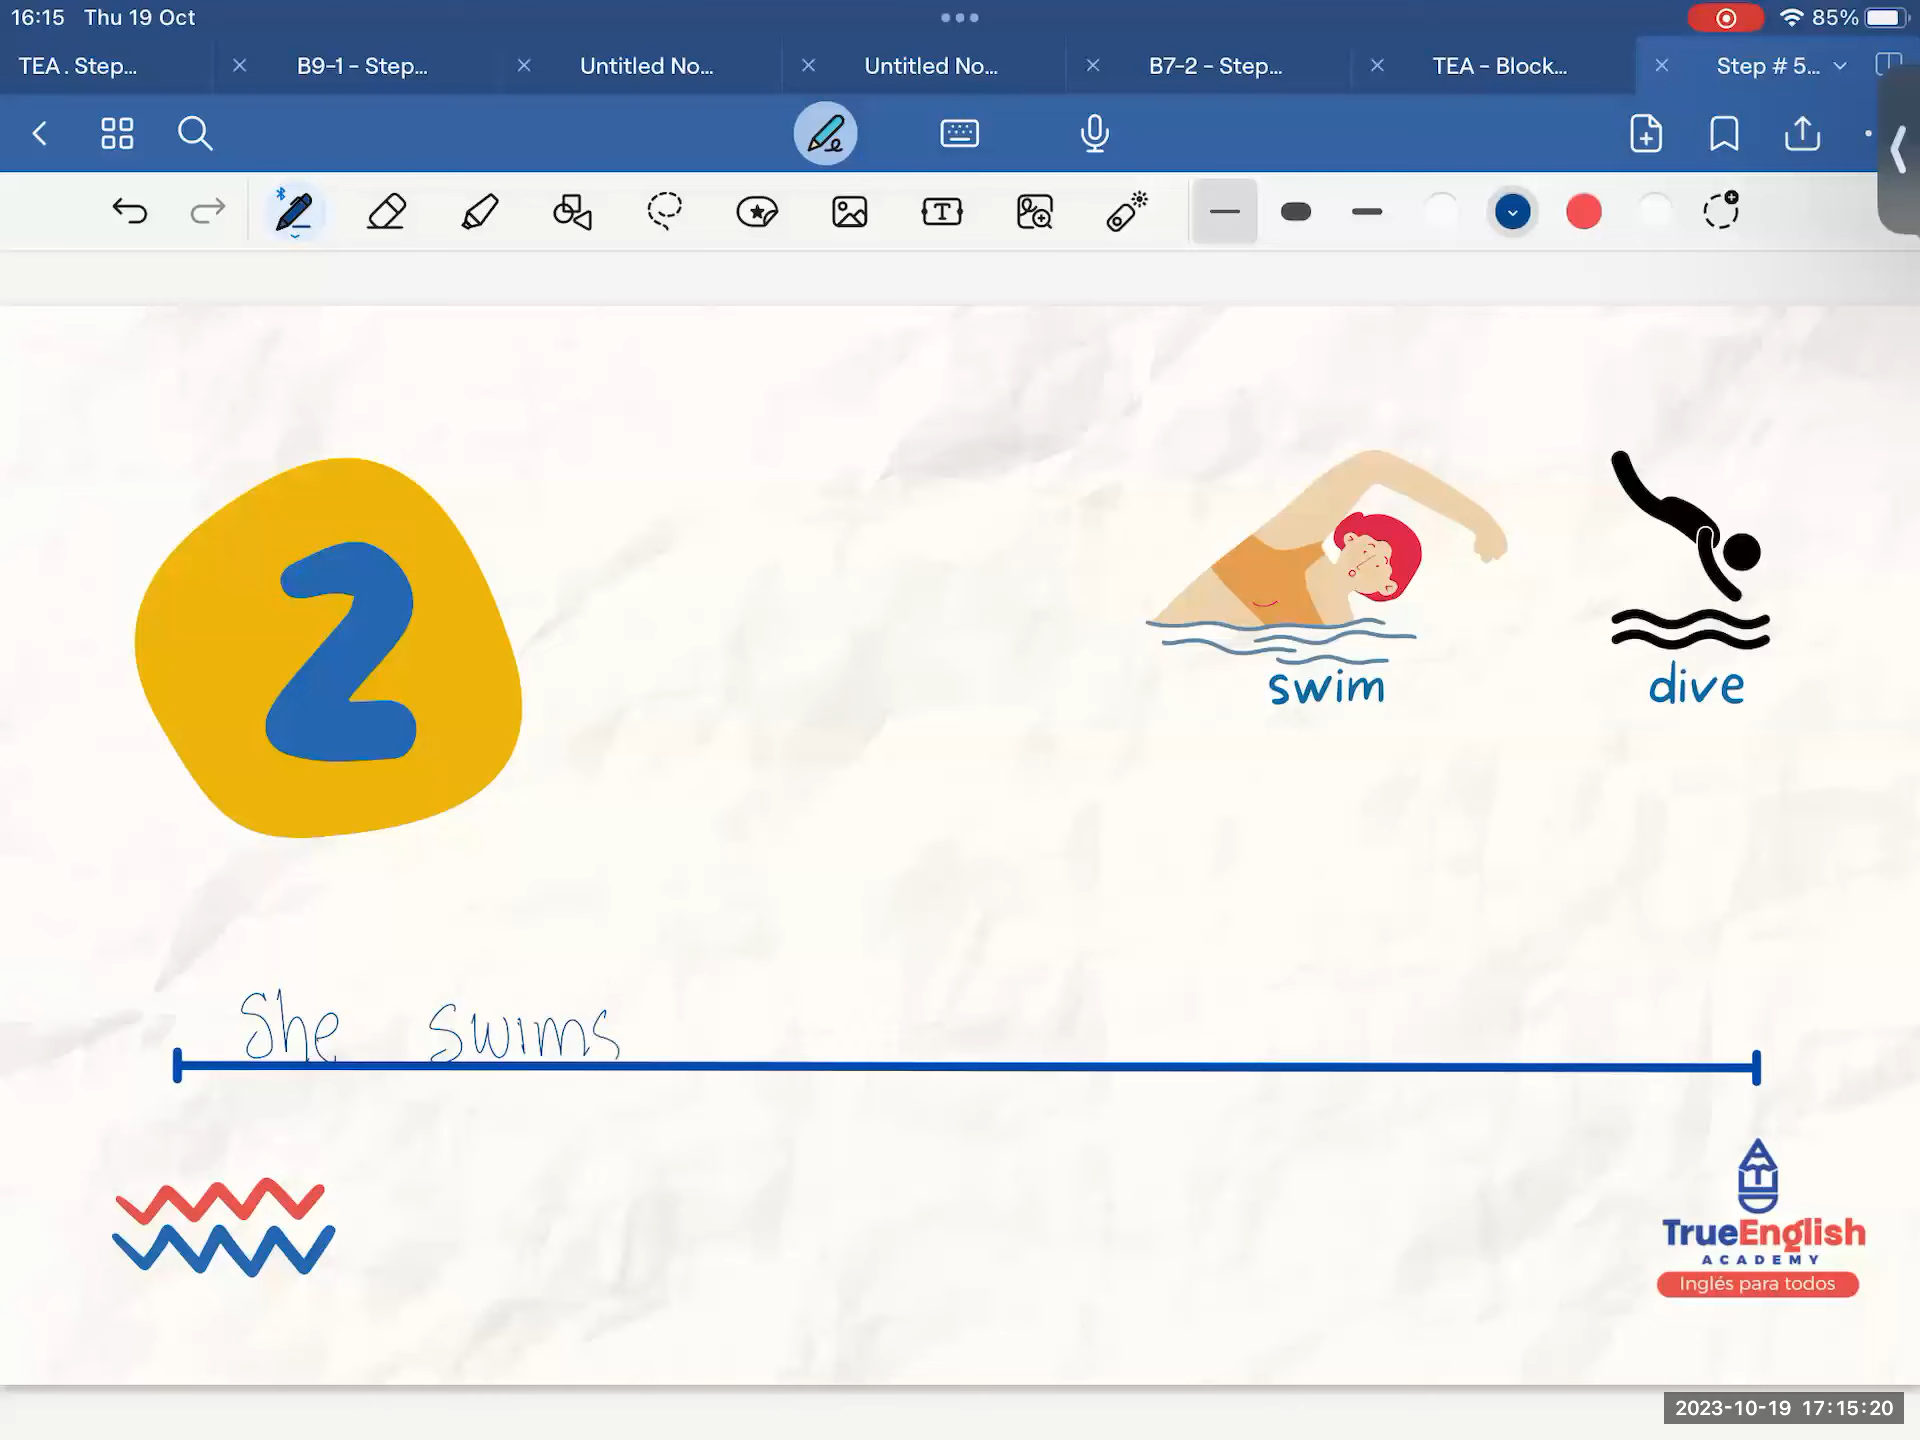 16:15 Thu 19 Oct 85%
TEA. Step... B9-1 - Step... Untitled No... Untitled No... B7-2 - Step... TEA - Block... Step # 5...
2
swim dive
She swims
TrueEnglish
ACADEMY
Inglés para todos
2023-10-19 17:15:20